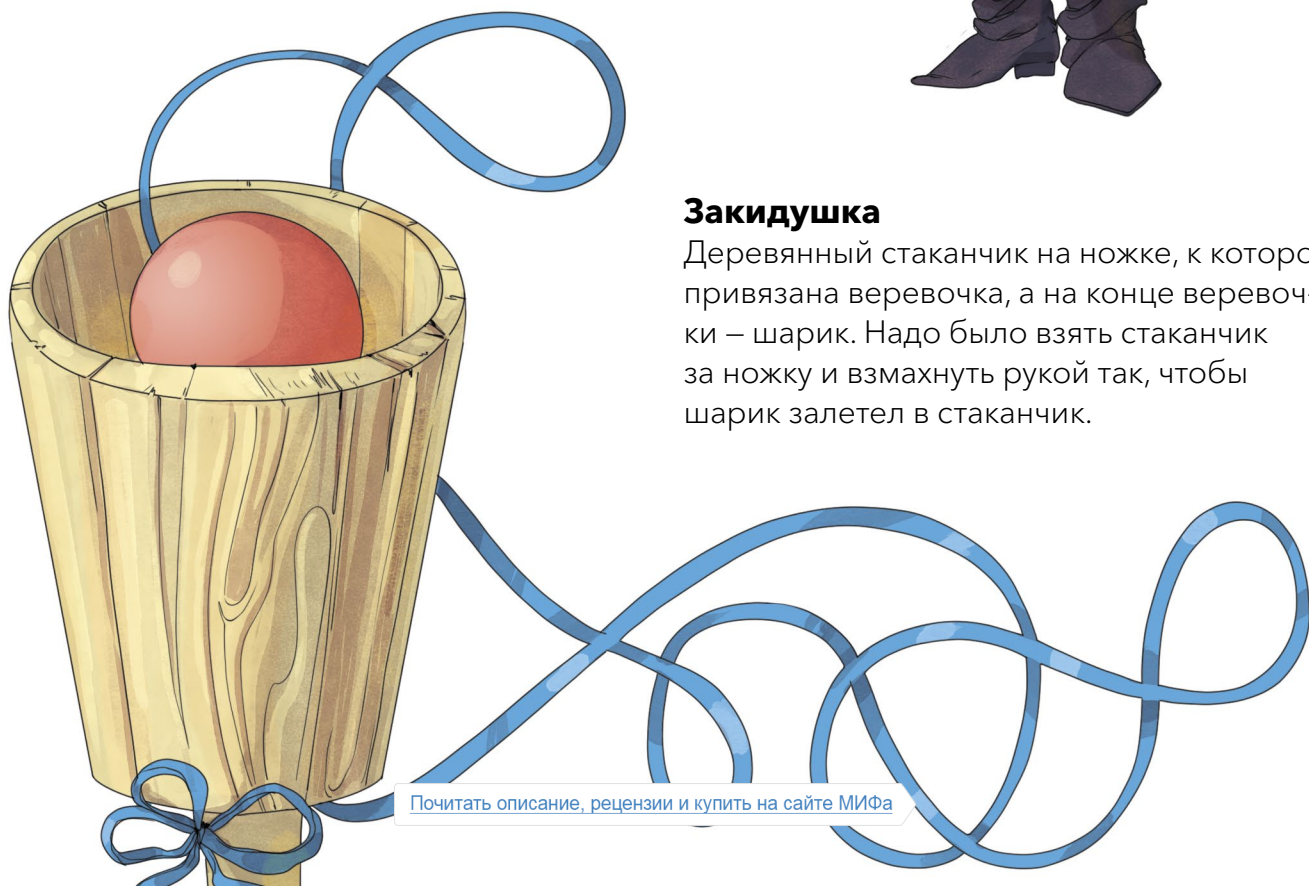 Закидушка
Деревянный стаканчик на ножке, к которо
привязана веревочка, а на конце веревоч-
ки – шарик. Надо было взять стаканчик
за ножку и взмахнуть рукой так, чтобы
шарик залетел в стаканчик.
Почитать описание, рецензии и купить на сайте МИФа